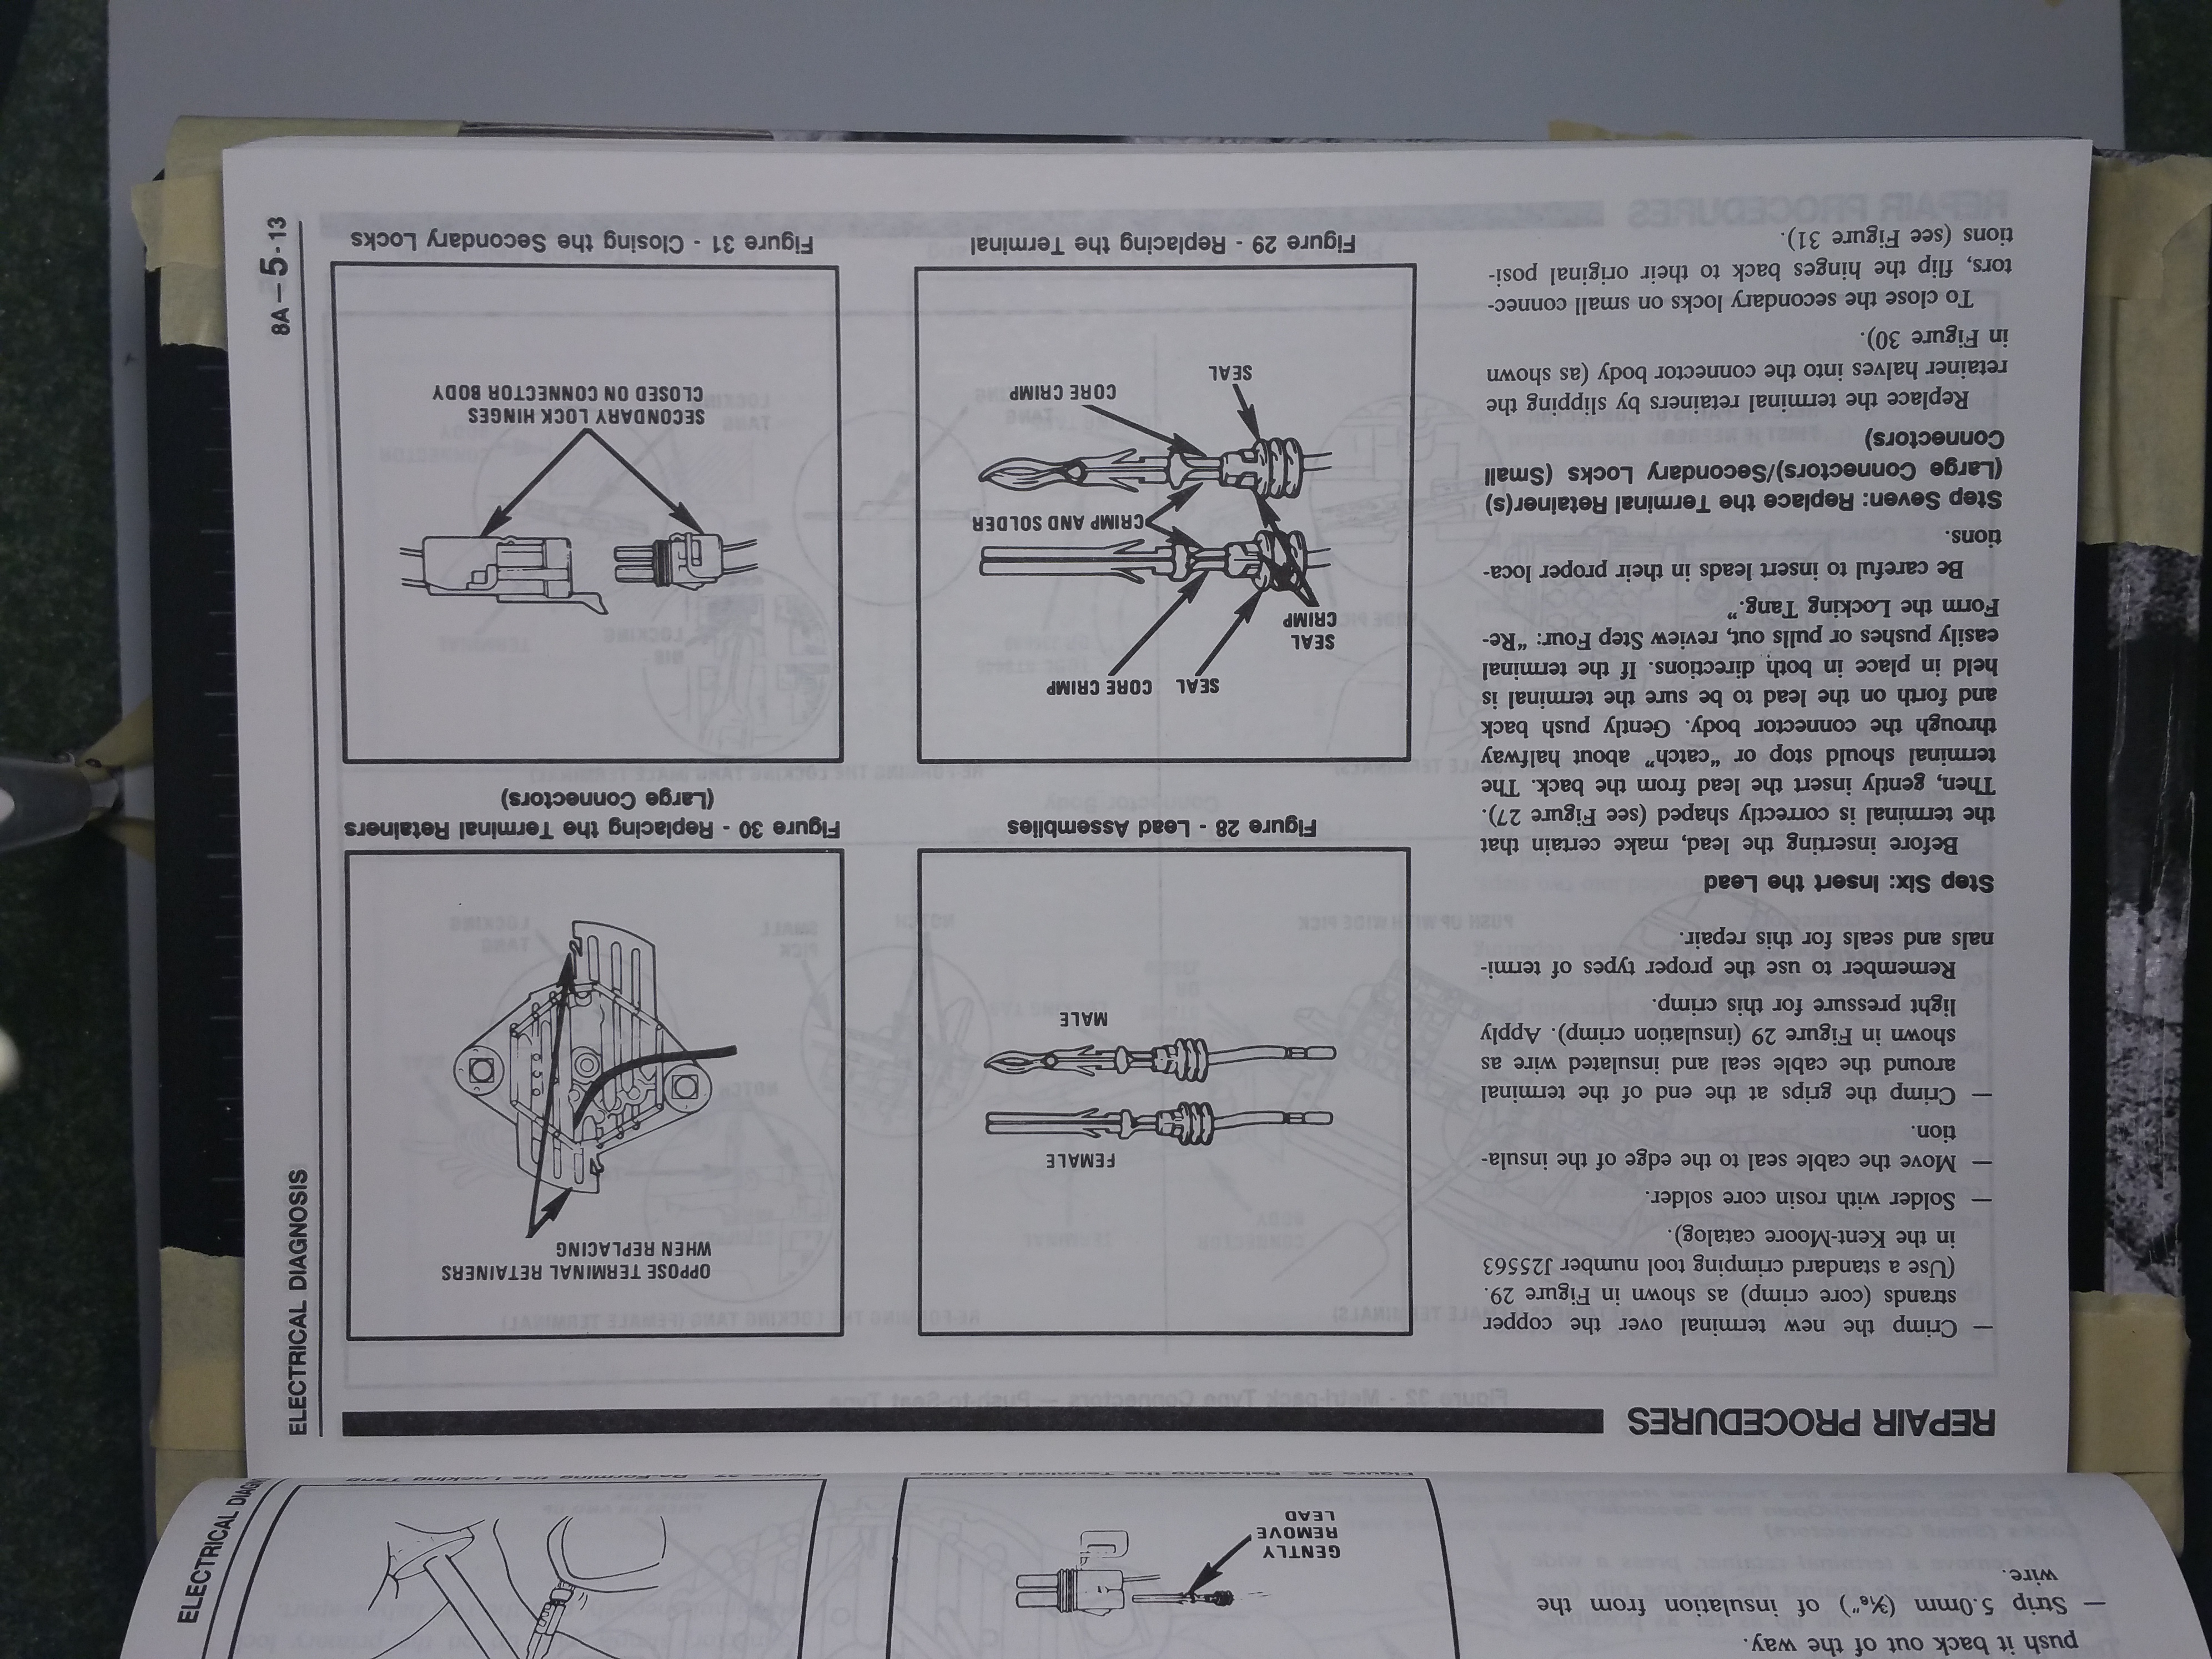 push it back out of the way.
— Strip 5.0mm (3/16") of insulation from the
wire.
GENTLY
REMOVE
LEAD
REPAIR PROCEDURES
— Crimp the new terminal over the copper
strands (core crimp) as shown in Figure 29.
(Use a standard crimping tool number J25563
in the Kent-Moore catalog).
— Solder with rosin core solder.
— Move the cable seal to the edge of the insula-
tion.
— Crimp the grips at the end of the terminal
around the cable seal and insulated wire as
shown in Figure 29 (insulation crimp). Apply
light pressure for this crimp.
Remember to use the proper types of termi-
nals and seals for this repair.
Step Six: Insert the Lead
Before inserting the lead, make certain that
the terminal is correctly shaped (see Figure 27).
Then, gently insert the lead from the back. The
terminal should stop or “catch” about halfway
through the connector body. Gently push back
and forth on the lead to be sure the terminal is
held in place in both directions. If the terminal
easily pushes or pulls out, review Step Four: “Re-
Form the Locking Tang.”
Be careful to insert leads in their proper loca-
tions.
Step Seven: Replace the Terminal Retainer(s)
(Large Connectors)/Secondary Locks (Small
Connectors)
Replace the terminal retainers by slipping the
retainer halves into the connector body (as shown
in Figure 30).
To close the secondary locks on small connec-
tors, flip the hinges back to their original posi-
tions (see Figure 31).
FEMALE
MALE
Figure 28 - Lead Assemblies
SEAL
CORE CRIMP
SEAL
CRIMP
CRIMP AND SOLDER
CORE CRIMP
SEAL
Figure 29 - Replacing the Terminal
OPPOSE TERMINAL RETAINERS
WHEN REPLACING
Figure 30 - Replacing the Terminal Retainers
(Large Connectors)
SECONDARY LOCK HINGES
CLOSED ON CONNECTOR BODY
Figure 31 - Closing the Secondary Locks
ELECTRICAL DIAGNOSIS
8A — 5 - 13